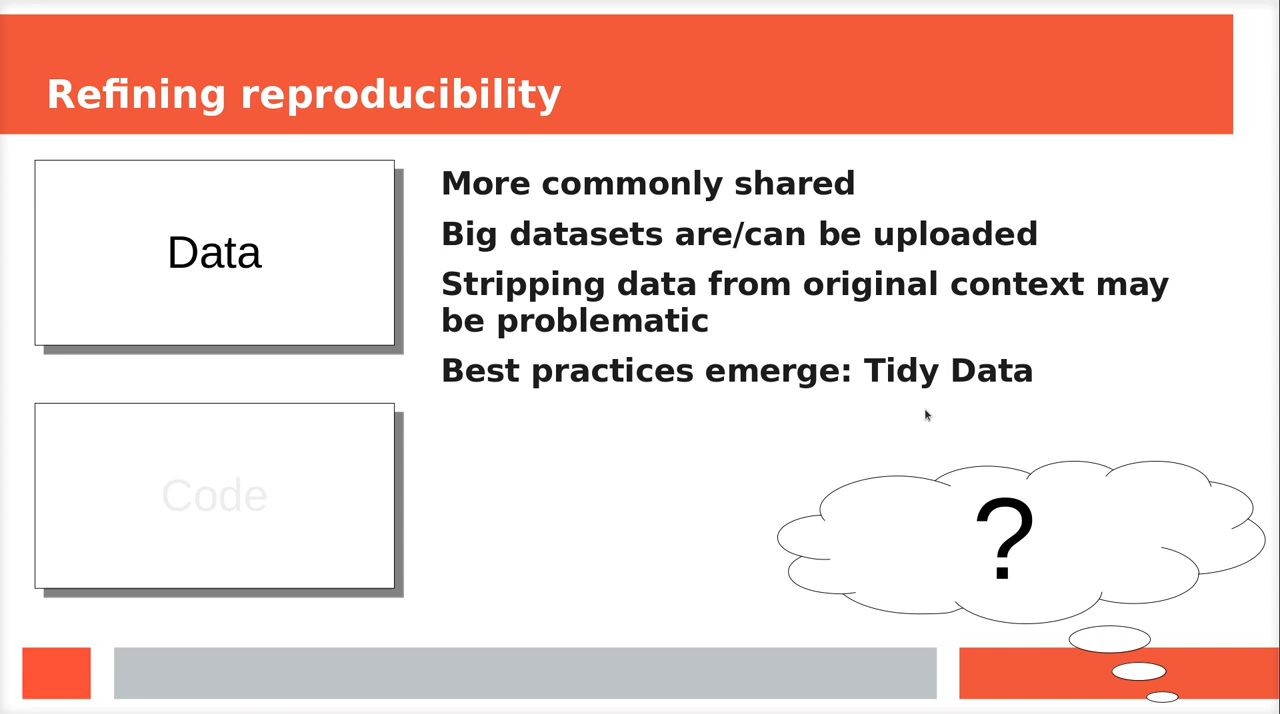 Refining reproducibility
Data
More commonly shared
Big datasets are/can be uploaded
Stripping data from original context may
be problematic
Best practices emerge: Tidy Data
Code
?